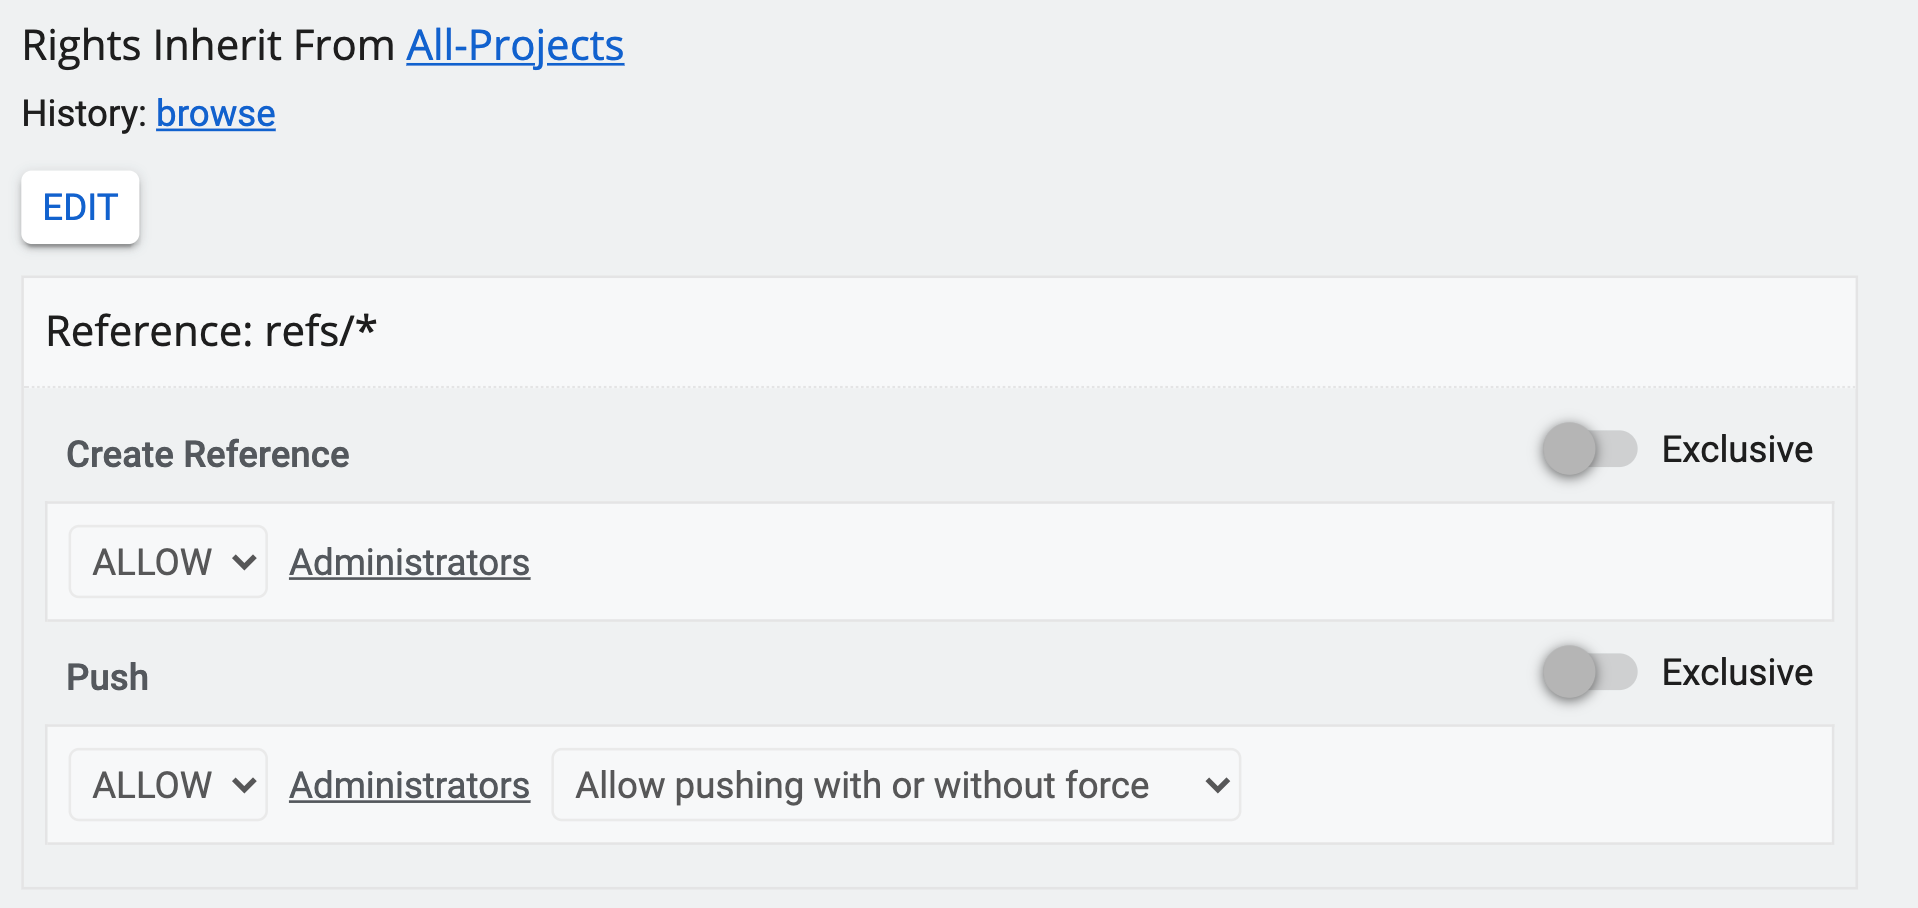 Rights Inherit From All-Projects
History: browse
EDIT
Reference: refs/*
Create Reference Exclusive
ALLOW Administrators
Push Exclusive
ALLOW Administrators Allow pushing with or without force